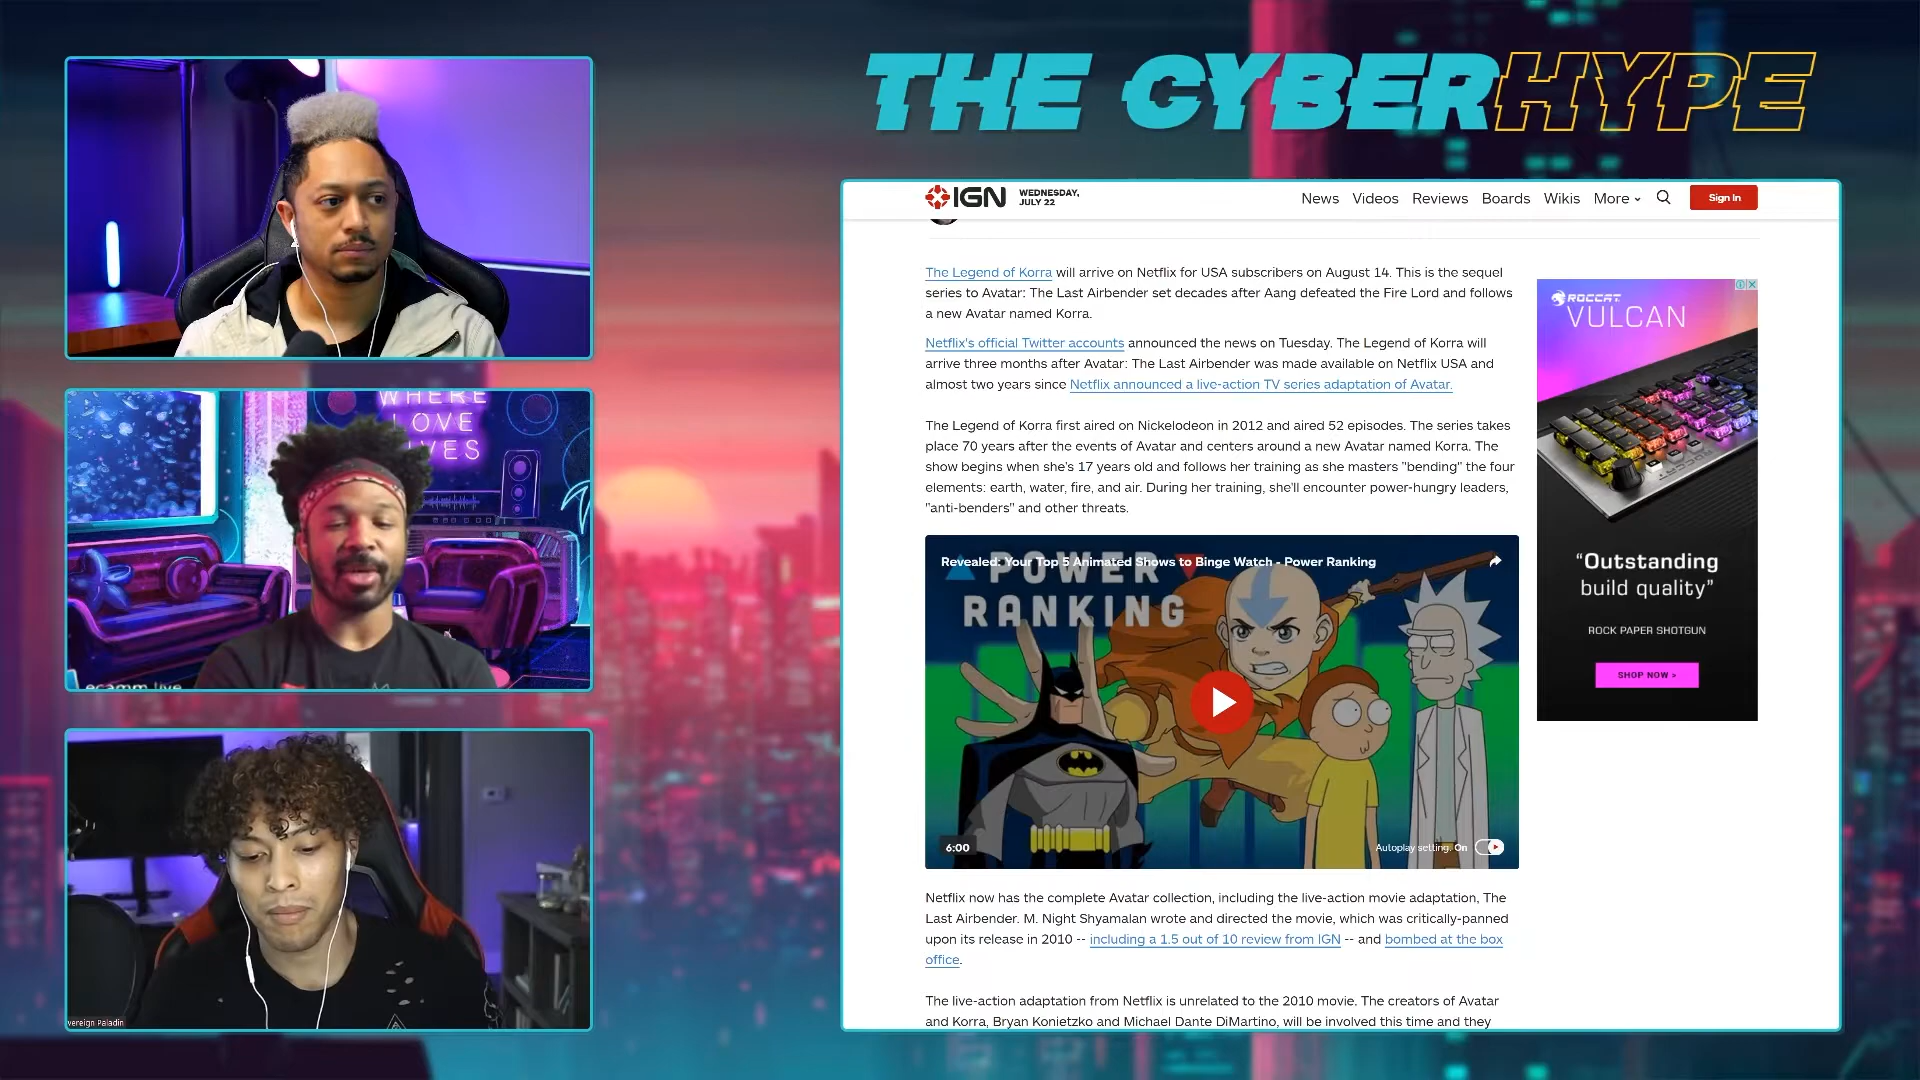 THE CYBERHYPE
WHERE
LOVE
ecamm live
vereign Paladin
IGN
WEDNESDAY,
JULY 22
News Videos Reviews Boards Wikis More
Sign In
The Legend of Korra will arrive on Netflix for USA subscribers on August 14. This is the sequel
series to Avatar: The Last Airbender set decades after Aang defeated the Fire Lord and follows
a new Avatar named Korra.
Netflix's official Twitter accounts announced the news on Tuesday. The Legend of Korra will
arrive three months after Avatar: The Last Airbender was made available on Netflix USA and
almost two years since Netflix announced a live-action TV series adaptation of Avatar.
The Legend of Korra first aired on Nickelodeon in 2012 and aired 52 episodes. The series takes
place 70 years after the events of Avatar and centers around a new Avatar named Korra. The
show begins when she's 17 years old and follows her training as she masters "bending" the four
elements: earth, water, fire, and air. During her training, she'll encounter power-hungry leaders,
"anti-benders" and other threats.
POWER
RANKING
Revealed: Your Top 5 Animated Shows to Binge Watch - Power Ranking
6:00
Autoplay setting: On
Netflix now has the complete Avatar collection, including the live-action movie adaptation, The
Last Airbender. M. Night Shyamalan wrote and directed the movie, which was critically-panned
upon its release in 2010 -- including a 1.5 out of 10 review from IGN -- and bombed at the box
office.
The live-action adaptation from Netflix is unrelated to the 2010 movie. The creators of Avatar
and Korra, Bryan Konietzko and Michael Dante DiMartino, will be involved this time and they
ROCCAT
VULCAN
"Outstanding
build quality"
ROCK PAPER SHOTGUN
SHOP NOW >